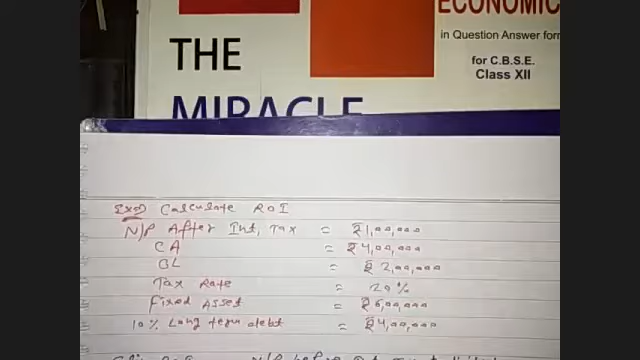 ECONOMIC
in Question Answer for
THE
for C.B.S.E.
Class XII
MIRACLE
Calculate ROI
N/P After Int, Tax = ₹1,00,000
CA = ₹4,00,000
CL = ₹2,00,000
Tax Rate = 20%
Fixed Asset = ₹6,00,000
10% Long term debt = ₹4,00,000